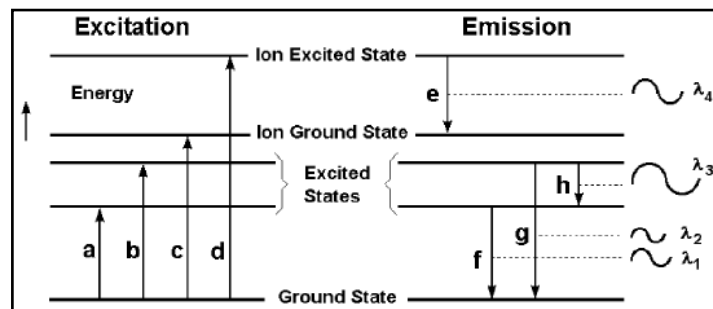 Excitation Emission
Ion Excited State
Energy
e λ4
Ion Ground State
Excited
States
h λ3
a b c d
f g λ2
λ1
Ground State